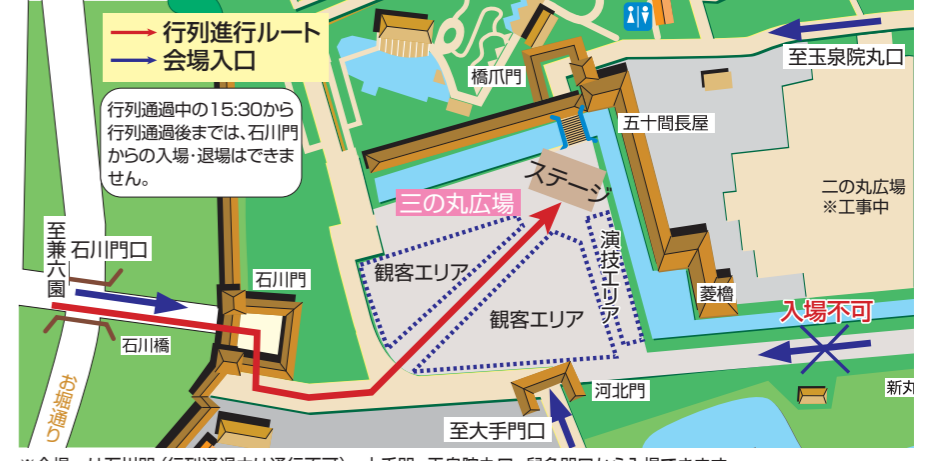 行列進行ルート
会場入口
行列通過中の15:30から
行列通過後までは、石川門
からの入場・退場はできま
せん。
橋爪門
至玉泉院丸口
五十間長屋
ステージ
三の丸広場
二の丸広場
※工事中
至兼六園
石川門口
石川門
観客エリア
演技エリア
観客エリア
菱櫓
入場不可
石川橋
お堀通り
河北門
新丸
至大手門口